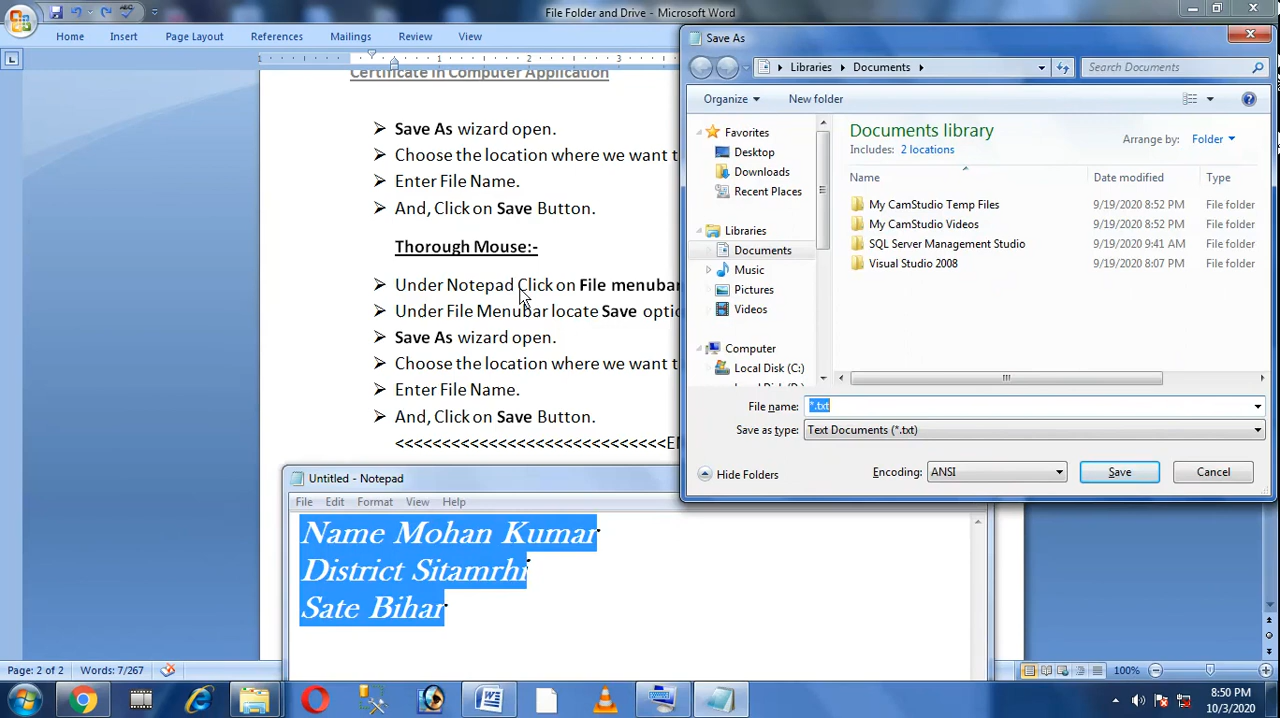 File Folder and Drive - Microsoft Word
Home Insert Page Layout References Mailings Review View
Certificate in Computer Application
Save As wizard open.
Choose the location where we want t
Enter File Name.
And, Click on Save Button.
Thorough Mouse:-
Under Notepad Click on File menubar
Under File Menubar locate Save optio
Save As wizard open.
Choose the location where we want t
Enter File Name.
And, Click on Save Button.
<<<<<<<<<<<<<<<<<<<<<<<<<<<<<E
Save As
Libraries Documents
Search Documents
Organize New folder
Favorites
Desktop
Downloads
Recent Places
Libraries
Documents
Music
Pictures
Videos
Computer
Local Disk (C:)
Documents library
Includes: 2 locations
Arrange by: Folder
Name Date modified Type
My CamStudio Temp Files 9/19/2020 8:52 PM File folder
My CamStudio Videos 9/19/2020 8:52 PM File folder
SQL Server Management Studio 9/19/2020 9:41 AM File folder
Visual Studio 2008 9/19/2020 8:07 PM File folder
File name: *.txt
Save as type: Text Documents (*.txt)
Hide Folders Encoding: ANSI Save Cancel
Untitled - Notepad
File Edit Format View Help
Name Mohan Kumar
District Sitamrhi
Sate Bihar
Page: 2 of 2 Words: 7/267 100%
8:50 PM
10/3/2020